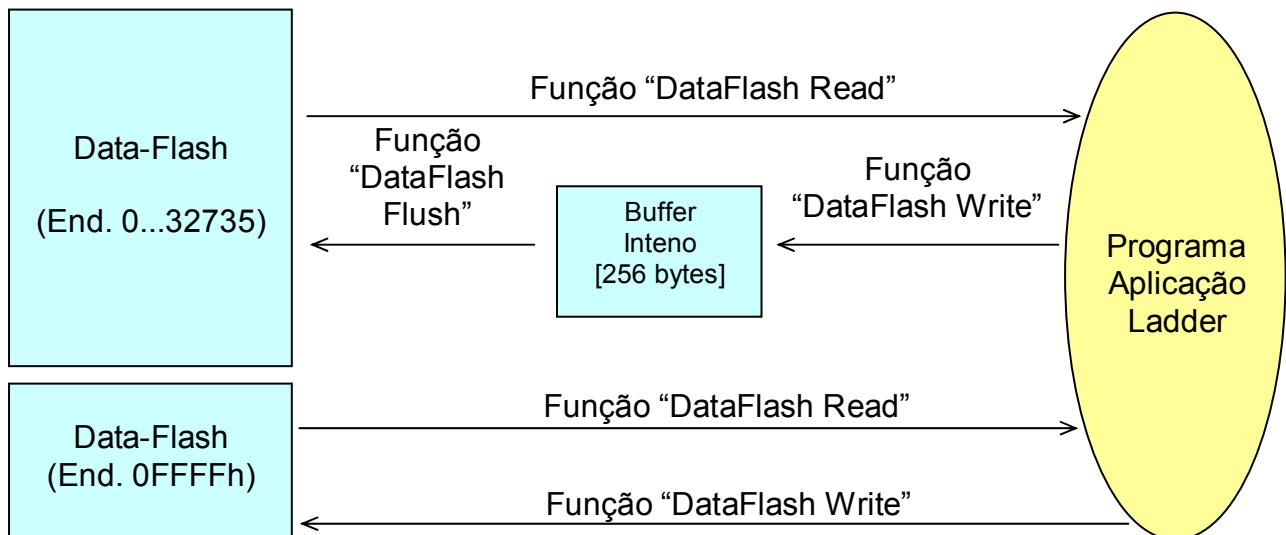 Data-Flash
(End. 0...32735)
Função “DataFlash Read”
Função
“DataFlash
Flush”
Buffer
Inteno
[256 bytes]
Função
“DataFlash Write”
Programa
Aplicação
Ladder
Data-Flash
(End. 0FFFFh)
Função “DataFlash Read”
Função “DataFlash Write”